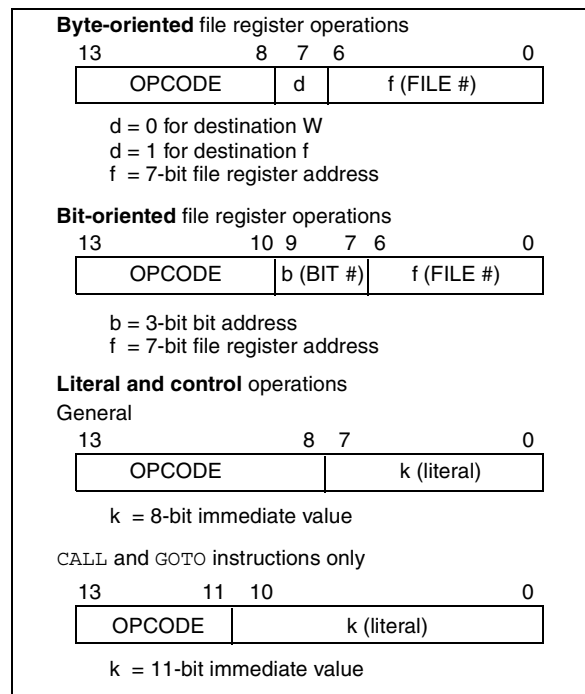 Byte-oriented file register operations
13 8 7 6 0
OPCODE d f (FILE #)
d = 0 for destination W
d = 1 for destination f
f = 7-bit file register address
Bit-oriented file register operations
13 10 9 7 6 0
OPCODE b (BIT #) f (FILE #)
b = 3-bit bit address
f = 7-bit file register address
Literal and control operations
General
13 8 7 0
OPCODE k (literal)
k = 8-bit immediate value
CALL and GOTO instructions only
13 11 10 0
OPCODE k (literal)
k = 11-bit immediate value